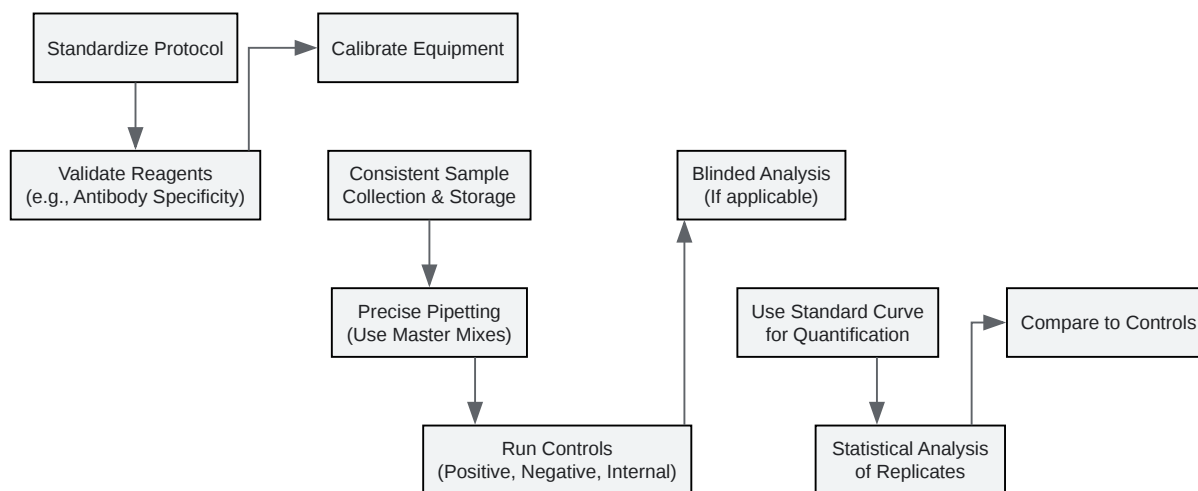 Standardize Protocol
Calibrate Equipment
Validate Reagents
(e.g., Antibody Specificity)
Consistent Sample
Collection & Storage
Blinded Analysis
(If applicable)
Precise Pipetting
(Use Master Mixes)
Use Standard Curve
for Quantification
Compare to Controls
Run Controls
(Positive, Negative, Internal)
Statistical Analysis
of Replicates